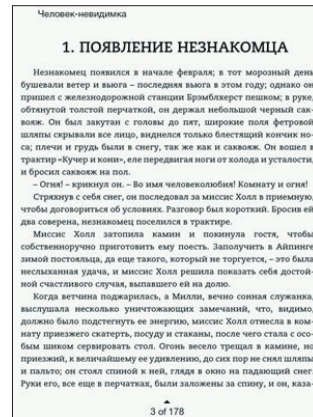 Человек-невидимка
1. ПОЯВЛЕНИЕ НЕЗНАКОМЦА
Незнакомец появился в начале февраля; в тот морозный день
бушевали ветер и вьюга – последняя вьюга в этом году; однако он
пришел с железнодорожной станции Брэмблхерст пешком; в руке,
обтянутой толстой перчаткой, он держал небольшой черный сак-
вояж. Он был закутан с головы до пят, широкие поля фетровой
шляпы скрывали все лицо, виднелся только блестящий кончик но-
са; плечи и грудь были в снегу, так же как и саквояж. Он вошел в
трактир «Кучер и кони», еле передвигая ноги от холода и усталости,
и бросил саквояж на пол.
– Огня! – крикнул он. – Во имя человеколюбия! Комнату и огня!
Стряхнув с себя снег, он последовал за миссис Холл в приемную,
чтобы договориться об условиях. Разговор был короткий. Бросив ей
два соверена, незнакомец поселился в трактире.
Миссис Холл затопила камин и покинула гостя, чтобы
собственноручно приготовить ему поесть. Заполучить в Айпинге
зимой постояльца, да еще такого, который не торгуется, – это была
неслыханная удача, и миссис Холл решила показать себя достой-
ной счастливого случая, выпавшего ей на долю.
Когда ветчина поджарилась, а Милли, вечно сонная служанка,
выслушала несколько уничтожающих замечаний, что, видимо,
должно было подстегнуть ее энергию, миссис Холл отнесла в ком-
нату приезжего скатерть, посуду и стаканы, после чего стала с осо-
бым шиком сервировать стол. Огонь весело трещал в камине, но
приезжий, к величайшему ее удивлению, до сих пор не снял шляпы
и пальто; он стоял спиной к ней, глядя в окно на падающий снег.
Руки его, все еще в перчатках, были заложены за спину, и он, каза-
3 of 178